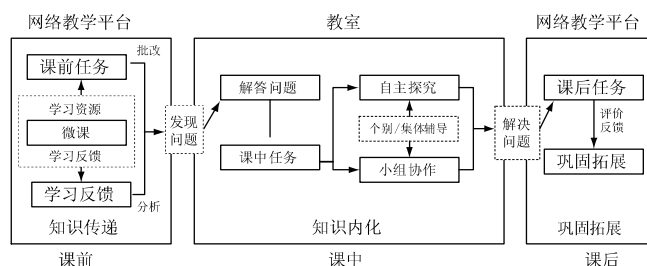 网络教学平台
教室
网络教学平台
课前任务
批改
学习资源
微课
学习反馈
学习反馈
分析
知识传递
发现
问题
解答问题
课中任务
自主探究
个别/集体辅导
小组协作
知识内化
解决
问题
课后任务
评价
反馈
巩固拓展
巩固拓展
课前
课中
课后